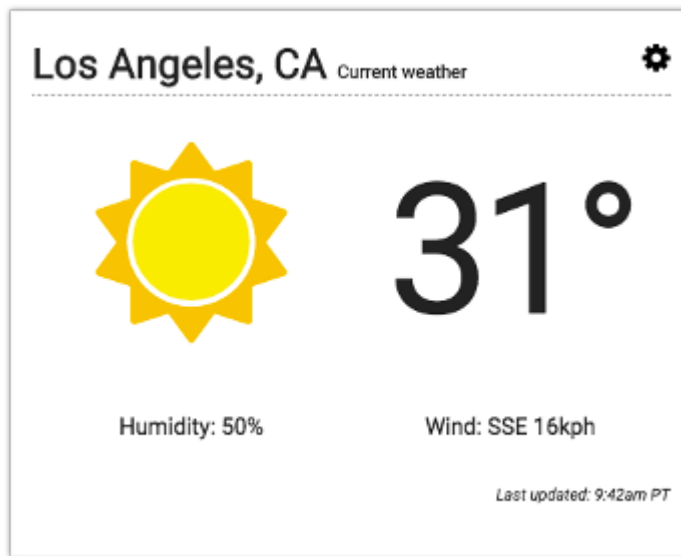 Los Angeles, CA Current weather
31°
Humidity: 50% Wind: SSE 16kph
Last updated: 9:42am PT